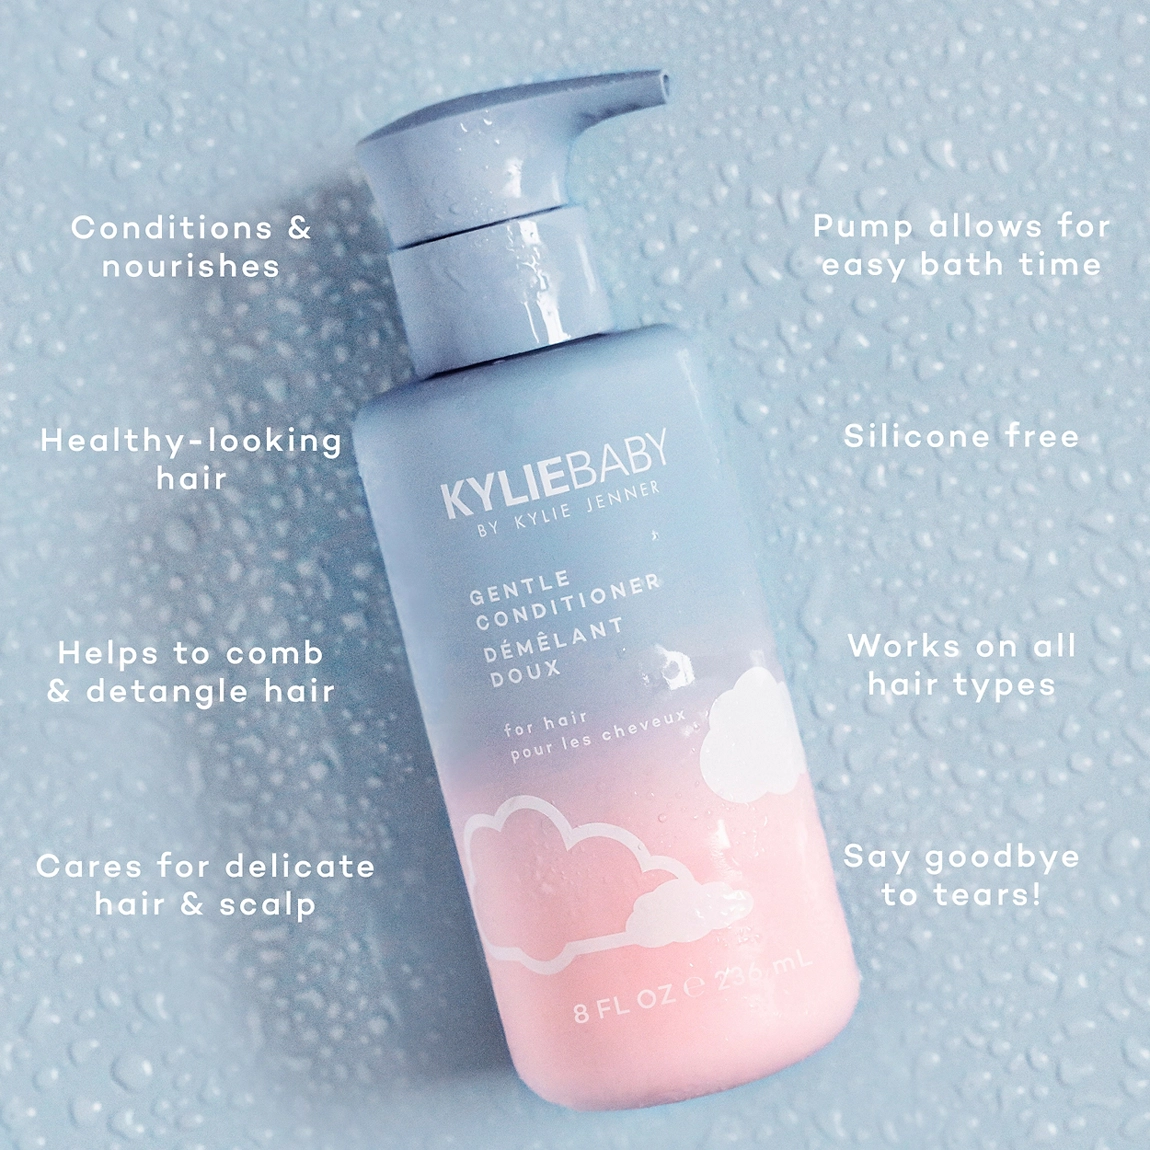 Conditions &
nourishes
Healthy-looking
hair
Helps to comb
& detangle hair
Cares for delicate
hair & scalp
KYLIEBABY
BY KYLIE JENNER
GENTLE
CONDITIONER
DÉMÊLANT
DOUX
for hair
pour les cheveux
8 FL OZ ℮ 236 mL
Pump allows for
easy bath time
Silicone free
Works on all
hair types
Say goodbye
to tears!